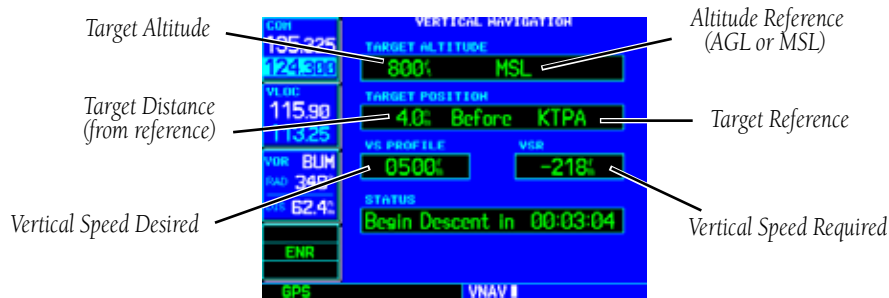 Target Altitude
Altitude Reference
(AGL or MSL)
COM
124.300
VERTICAL NAVIGATION
TARGET ALTITUDE
800 MSL
Target Distance
(from reference)
VLOC
115.90
113.25
TARGET POSITION
4.0 Before KTPA
Target Reference
VOR BUM
RAD
62.4
VS PROFILE
0500
VSR
-218
Vertical Speed Desired
STATUS
Begin Descent in 00:03:04
Vertical Speed Required
ENR
GPS
VNAV